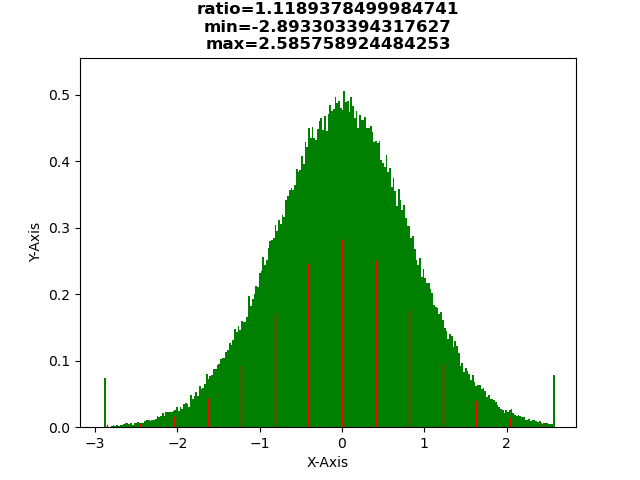 ratio=1.1189378499984741
min=-2.893303394317627
max=2.585758924484253
0.5
0.4
0.3
0.2
0.1
0.0
Y-Axis
−3 −2 −1 0 1 2
X-Axis